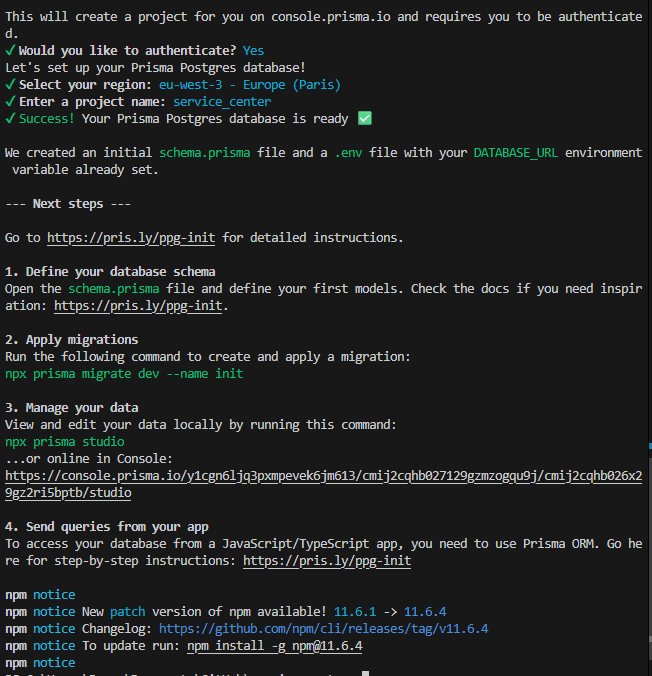 This will create a project for you on console.prisma.io and requires you to be authenticate
d.
✔ Would you like to authenticate? Yes
Let's set up your Prisma Postgres database!
✔ Select your region: eu-west-3 - Europe (Paris)
✔ Enter a project name: service_center
✔ Success! Your Prisma Postgres database is ready ✅
We created an initial schema.prisma file and a .env file with your DATABASE_URL environment
 variable already set.
--- Next steps ---
Go to https://pris.ly/ppg-init for detailed instructions.
1. Define your database schema
Open the schema.prisma file and define your first models. Check the docs if you need inspir
ation: https://pris.ly/ppg-init.
2. Apply migrations
Run the following command to create and apply a migration:
npx prisma migrate dev --name init
3. Manage your data
View and edit your data locally by running this command:
npx prisma studio
...or online in Console:
https://console.prisma.io/y1cgn6ljq3pxmpevek6jm613/cmij2cqhb027129gzmzogqu9j/cmij2cqhb026x2
9gz2ri5bptb/studio
4. Send queries from your app
To access your database from a JavaScript/TypeScript app, you need to use Prisma ORM. Go he
re for step-by-step instructions: https://pris.ly/ppg-init
npm notice
npm notice New patch version of npm available! 11.6.1 -> 11.6.4
npm notice Changelog: https://github.com/npm/cli/releases/tag/v11.6.4
npm notice To update run: npm install -g npm@11.6.4
npm notice